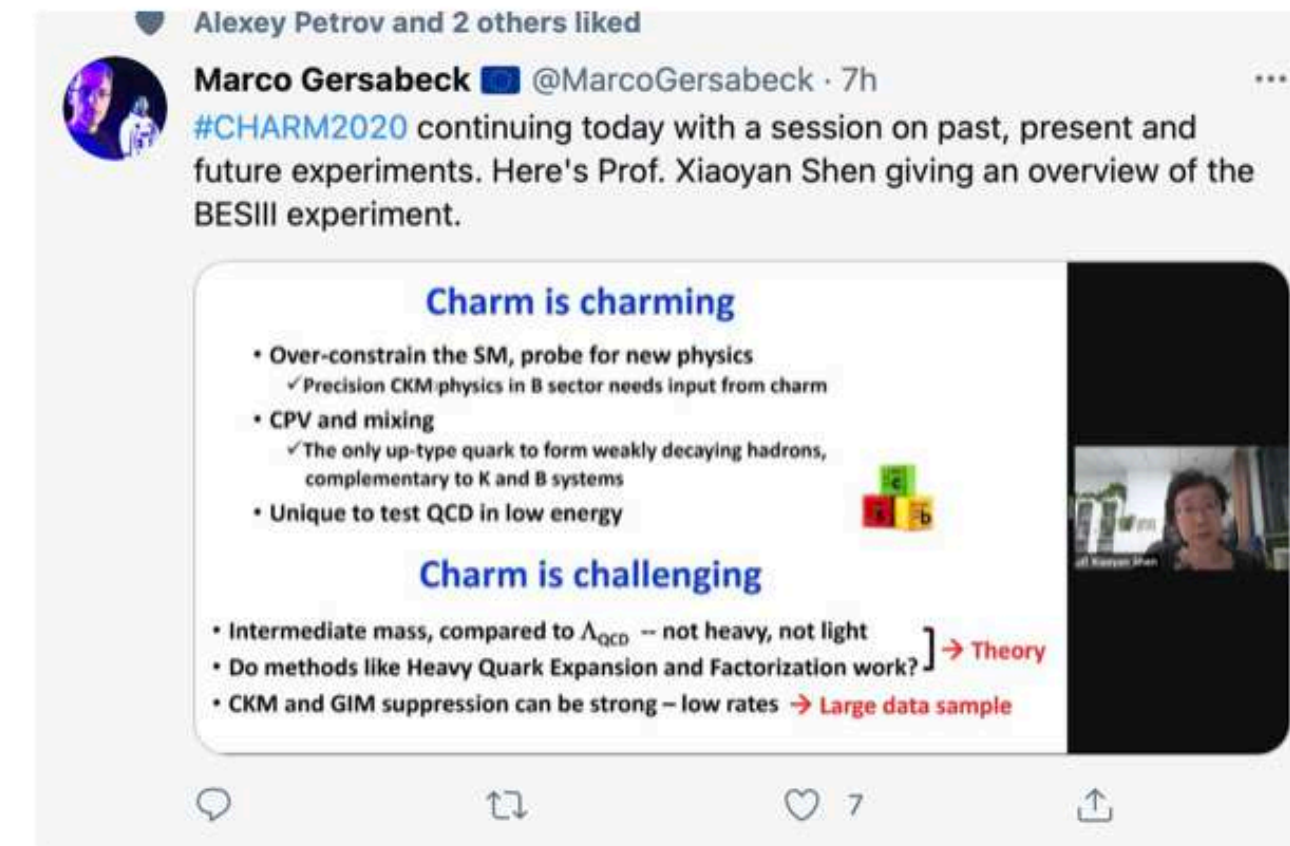 Alexey Petrov and 2 others liked
Marco Gersabeck @MarcoGersabeck · 7h
#CHARM2020 continuing today with a session on past, present and
future experiments. Here's Prof. Xiaoyan Shen giving an overview of the
BESIII experiment.
Charm is charming
• Over-constrain the SM, probe for new physics
✓Precision CKM physics in B sector needs input from charm
• CPV and mixing
✓The only up-type quark to form weakly decaying hadrons,
complementary to K and B systems
• Unique to test QCD in low energy
c
s b
Xiaoyan Shen
Charm is challenging
• Intermediate mass, compared to Λ_QCD -- not heavy, not light
• Do methods like Heavy Quark Expansion and Factorization work?
→ Theory
• CKM and GIM suppression can be strong – low rates → Large data sample
7